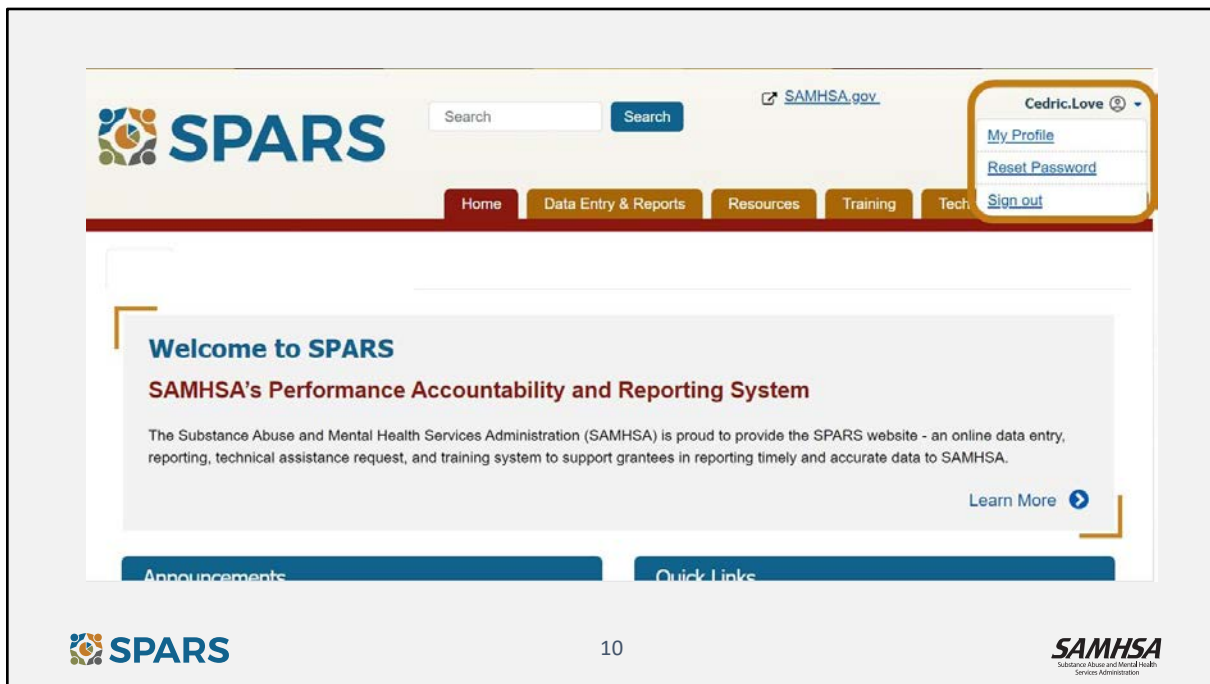 SPARS
Search
Search
SAMHSA.gov
Cedric.Love
My Profile
Reset Password
Sign out
Home
Data Entry & Reports
Resources
Training
Tech
Welcome to SPARS
SAMHSA's Performance Accountability and Reporting System
The Substance Abuse and Mental Health Services Administration (SAMHSA) is proud to provide the SPARS website - an online data entry,
reporting, technical assistance request, and training system to support grantees in reporting timely and accurate data to SAMHSA.
Learn More
Announcements
Quick Links
SPARS
10
SAMHSA
Substance Abuse and Mental Health
Services Administration